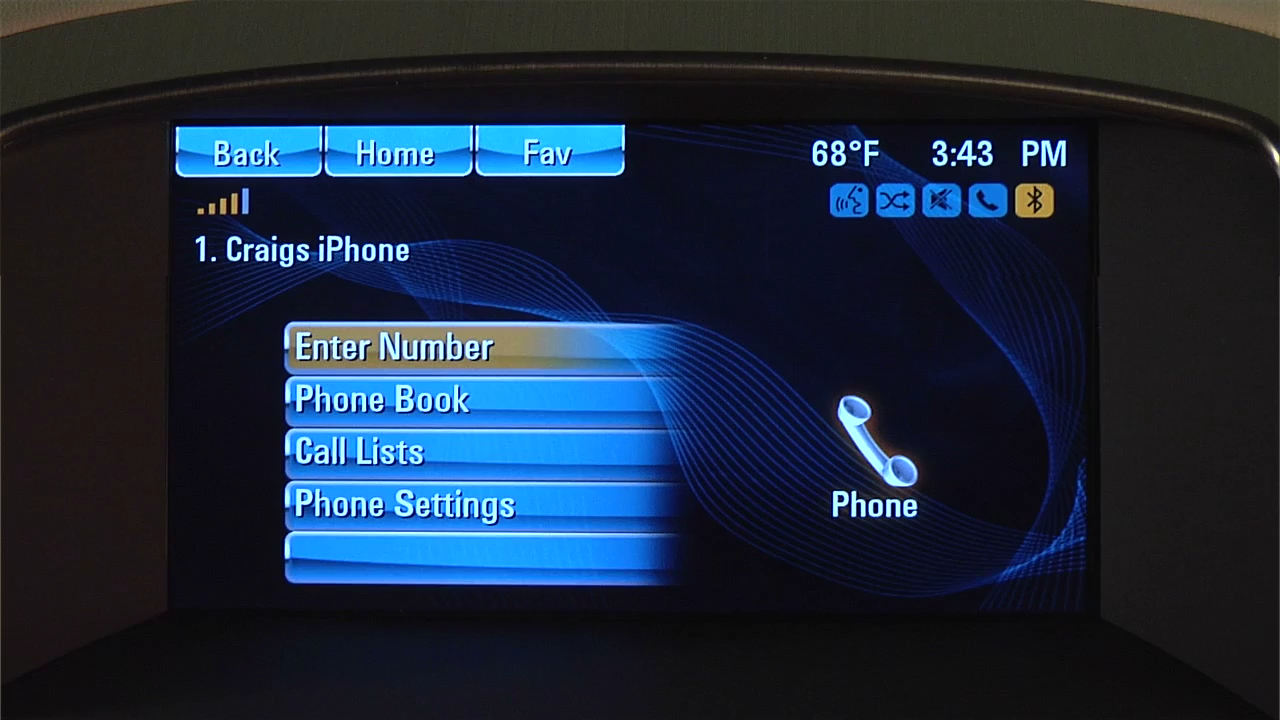 Back Home Fav 68°F 3:43 PM
1. Craigs iPhone
Enter Number
Phone Book
Call Lists
Phone Settings
Phone